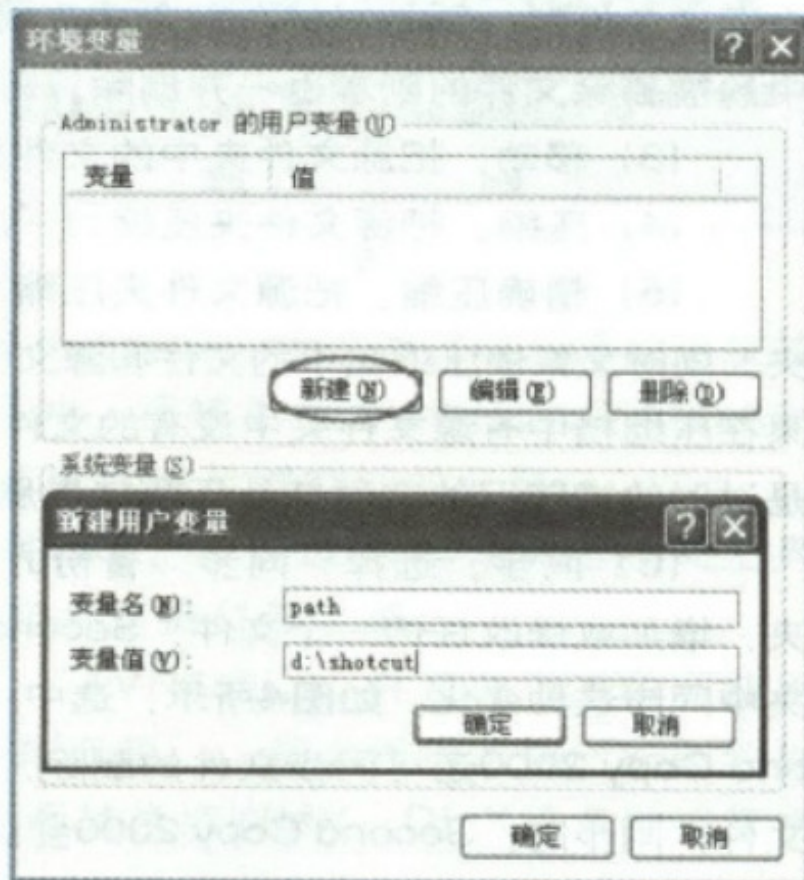 环境变量
Administrator 的用户变量(U)
变量 值
新建(N) 编辑(E) 删除(D)
系统变量(S)
新建用户变量
变量名(N): path
变量值(V): d:\shotcut
确定 取消
确定 取消